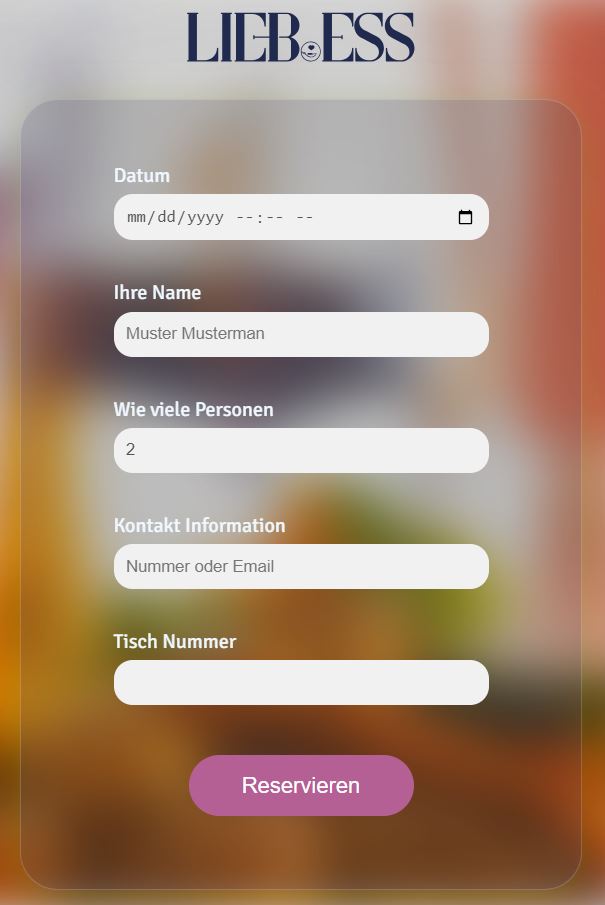 LIEB.ESS
Datum
mm/dd/yyyy --:-- --
Ihre Name
Muster Musterman
Wie viele Personen
2
Kontakt Information
Nummer oder Email
Tisch Nummer
Reservieren